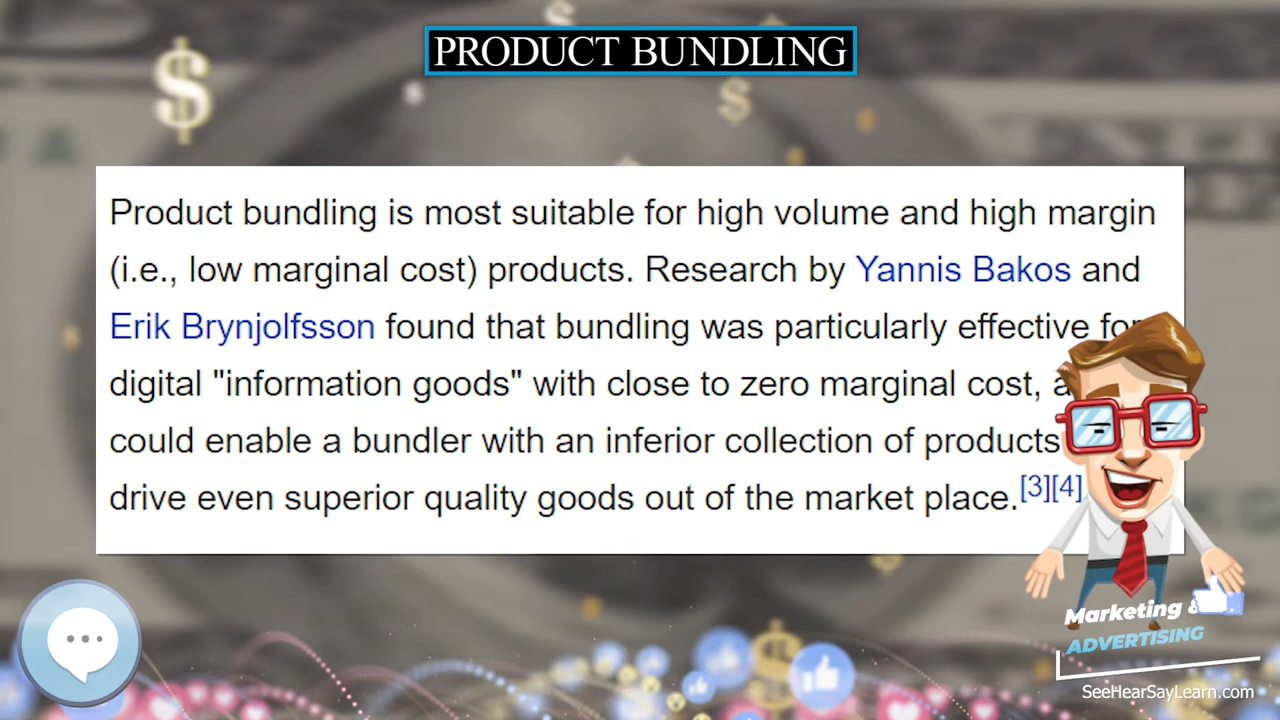 PRODUCT BUNDLING
Product bundling is most suitable for high volume and high margin
(i.e., low marginal cost) products. Research by Yannis Bakos and
Erik Brynjolfsson found that bundling was particularly effective for
digital "information goods" with close to zero marginal cost,
could enable a bundler with an inferior collection of products
drive even superior quality goods out of the market place.[3][4]
Marketing &
ADVERTISING
SeeHearSayLearn.com